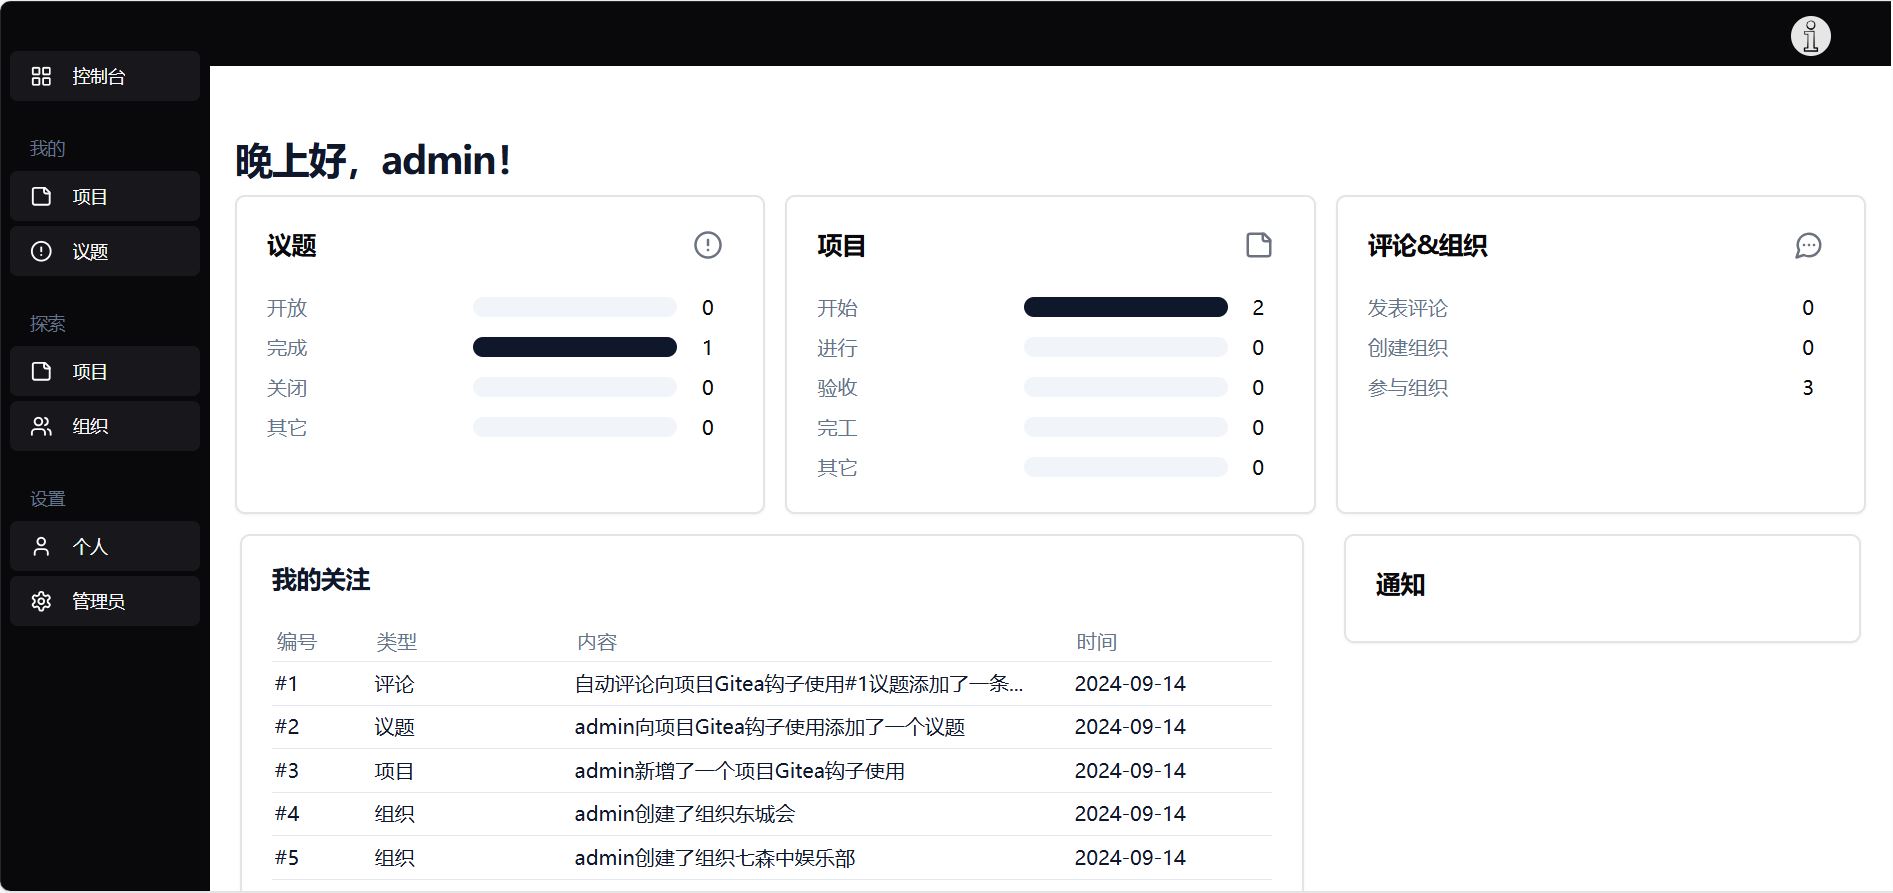 控制台
我的
项目
议题
探索
项目
组织
设置
个人
管理员
晚上好，admin！
议题
开放 0
完成 1
关闭 0
其它 0
项目
开始 2
进行 0
验收 0
完工 0
其它 0
评论&组织
发表评论 0
创建组织 0
参与组织 3
我的关注
编号 类型 内容 时间
#1 评论 自动评论向项目Gitea钩子使用#1议题添加了一条... 2024-09-14
#2 议题 admin向项目Gitea钩子使用添加了一个议题 2024-09-14
#3 项目 admin新增了一个项目Gitea钩子使用 2024-09-14
#4 组织 admin创建了组织东城会 2024-09-14
#5 组织 admin创建了组织七森中娱乐部 2024-09-14
通知